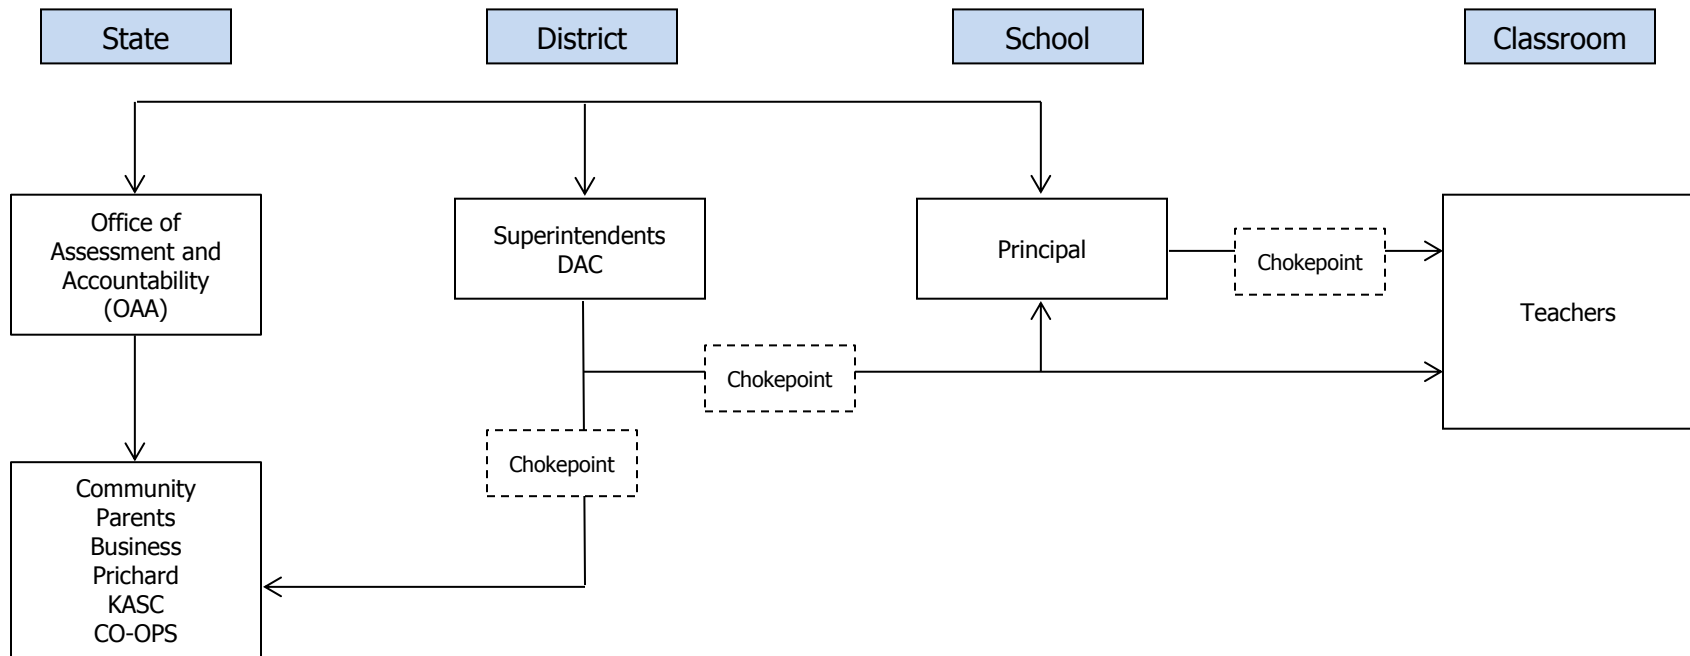 State
District
School
Classroom
Office of
Assessment and
Accountability
(OAA)
Superintendents
DAC
Principal
Chokepoint
Teachers
Chokepoint
Chokepoint
Community
Parents
Business
Prichard
KASC
CO-OPS